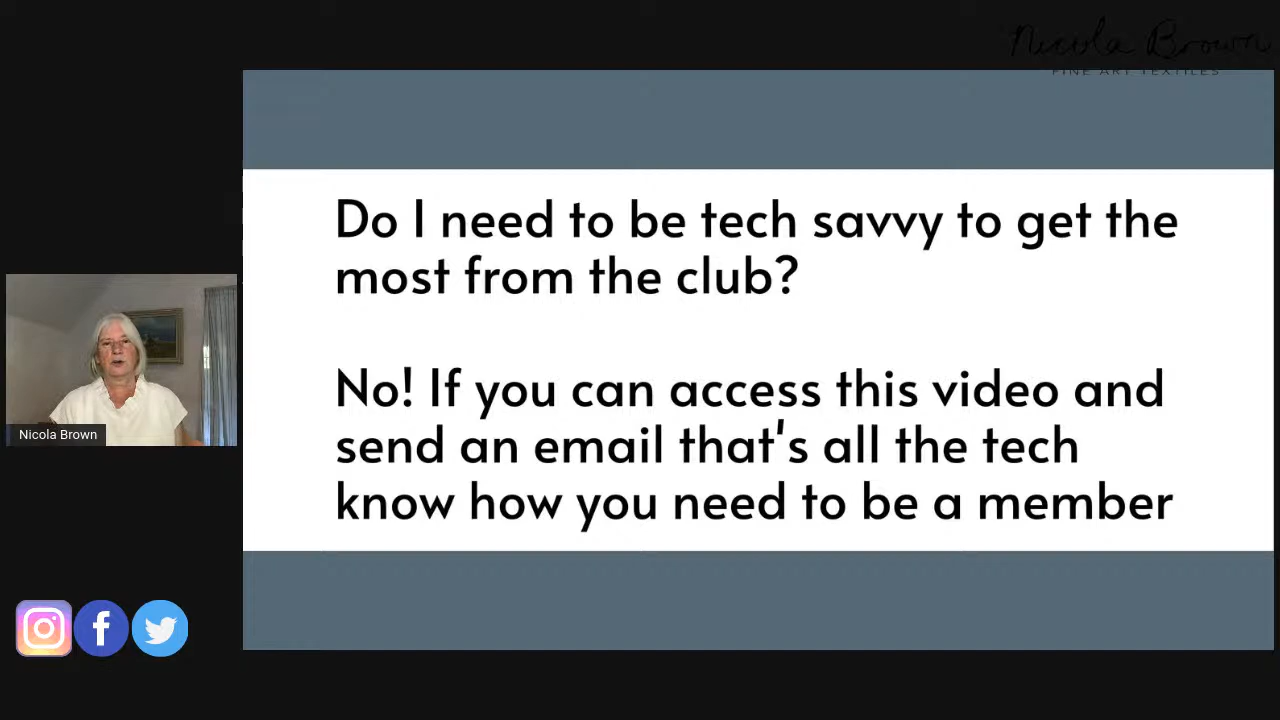 Nicola Brown
FINE ART TEXTILES
Do I need to be tech savvy to get the
most from the club?
No! If you can access this video and
send an email that's all the tech
know how you need to be a member
Nicola Brown